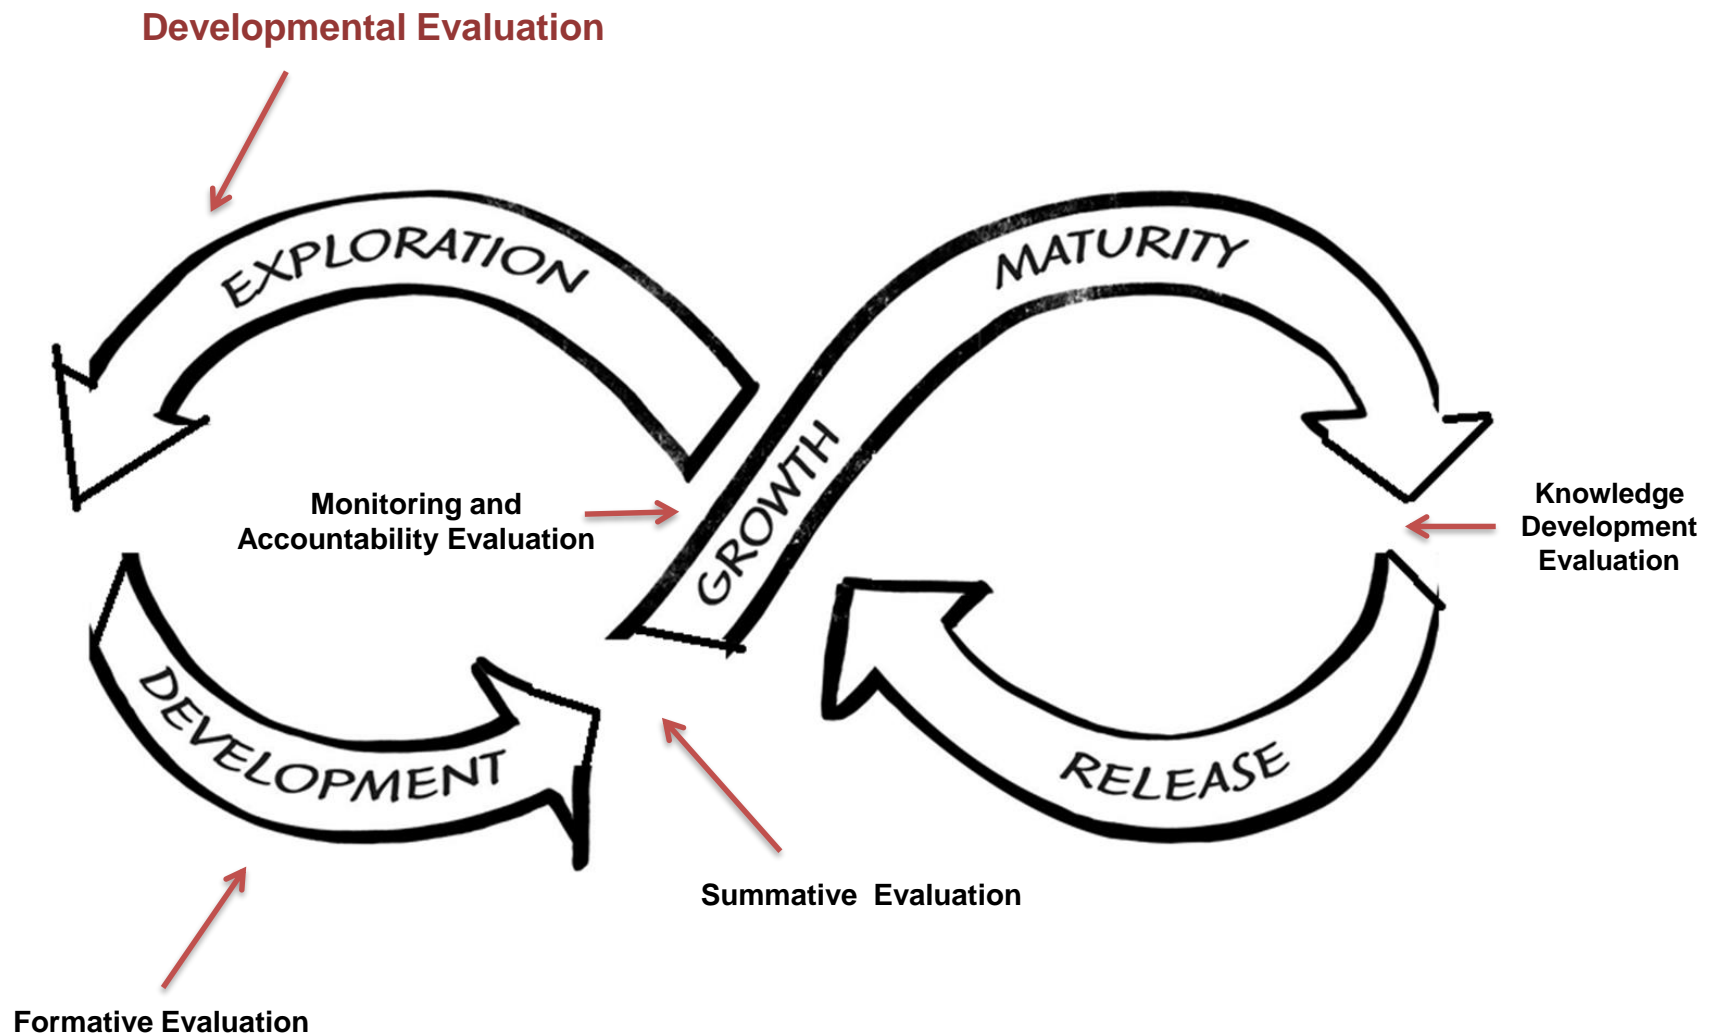 Developmental Evaluation
EXPLORATION
MATURITY
Monitoring and
Accountability Evaluation
GROWTH
Knowledge
Development
Evaluation
DEVELOPMENT
RELEASE
Summative  Evaluation
Formative Evaluation